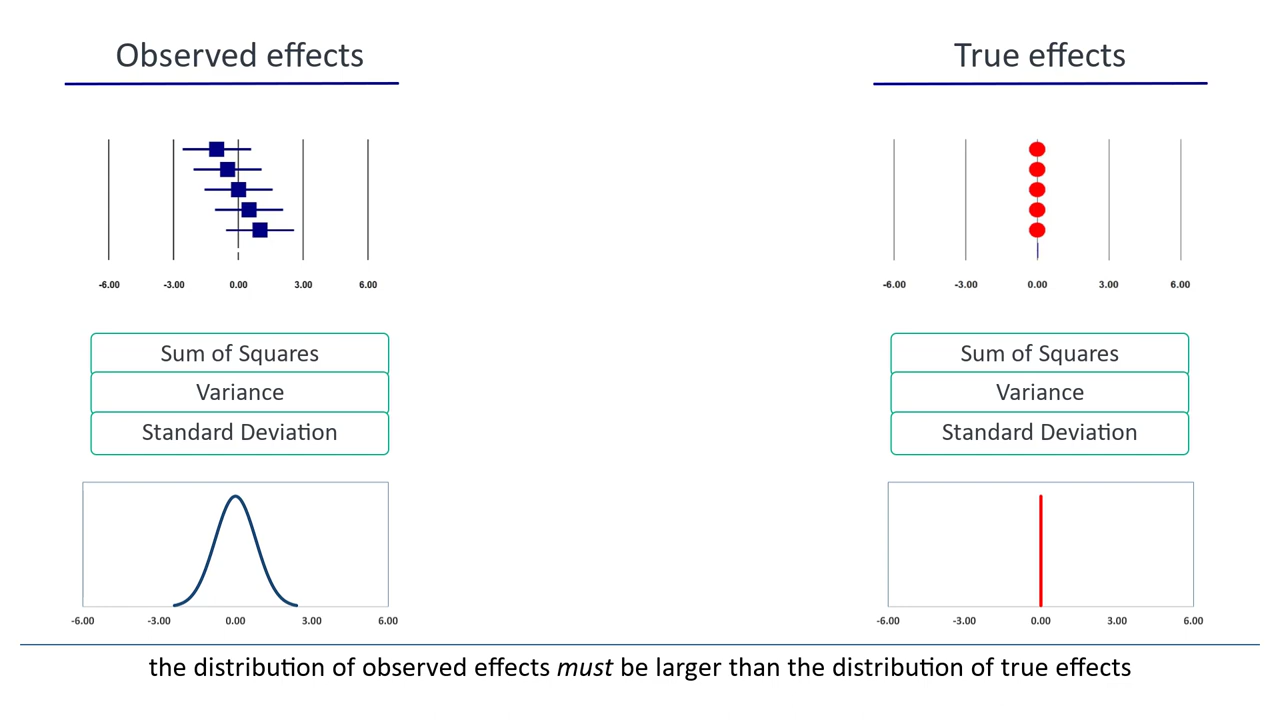 Observed effects
True effects
-6.00 -3.00 0.00 3.00 6.00
-6.00 -3.00 0.00 3.00 6.00
Sum of Squares
Variance
Standard Deviation
Sum of Squares
Variance
Standard Deviation
-6.00 -3.00 0.00 3.00 6.00
-6.00 -3.00 0.00 3.00 6.00
the distribution of observed effects must be larger than the distribution of true effects